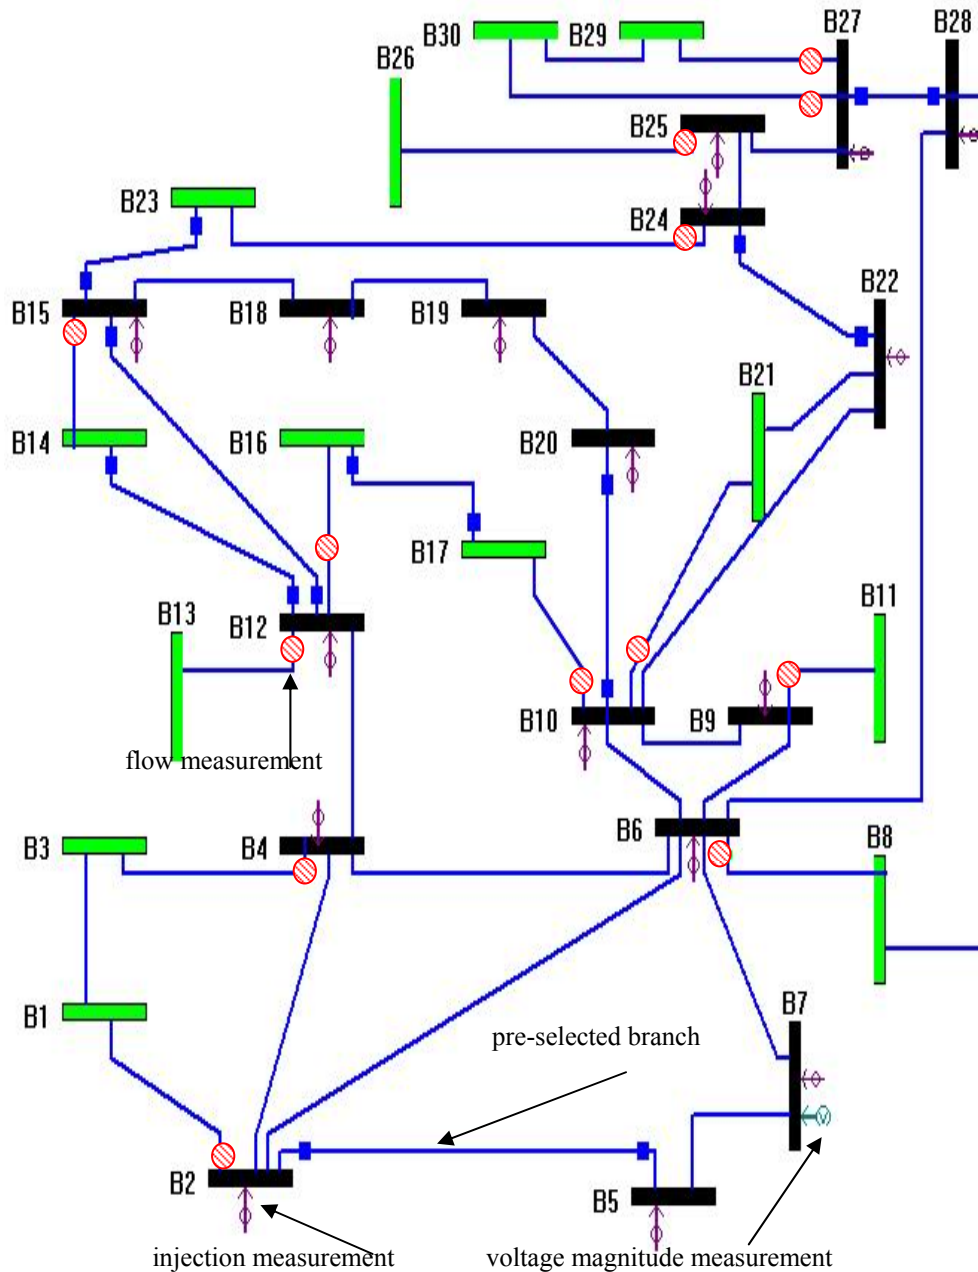 B27
B28
B30
B29
B26
B25
B23
B24
B22
B15
B18
B19
B21
B14
B16
B20
B17
B13
B11
B12
B10
B9
flow measurement
B6
B3
B4
B8
B1
B7
pre-selected branch
B2
B5
injection measurement
voltage magnitude measurement